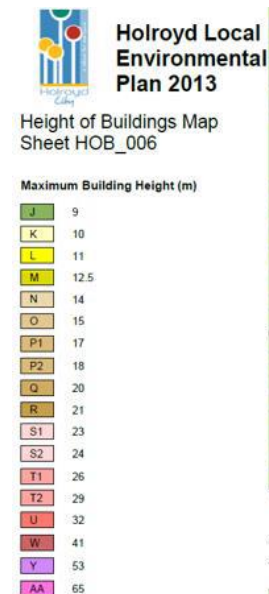 Holroyd
City
Holroyd Local
Environmental
Plan 2013
Height of Buildings Map
Sheet HOB_006
Maximum Building Height (m)
J 9
K 10
L 11
M 12.5
N 14
O 15
P1 17
P2 18
Q 20
R 21
S1 23
S2 24
T1 26
T2 29
U 32
W 41
Y 53
AA 65